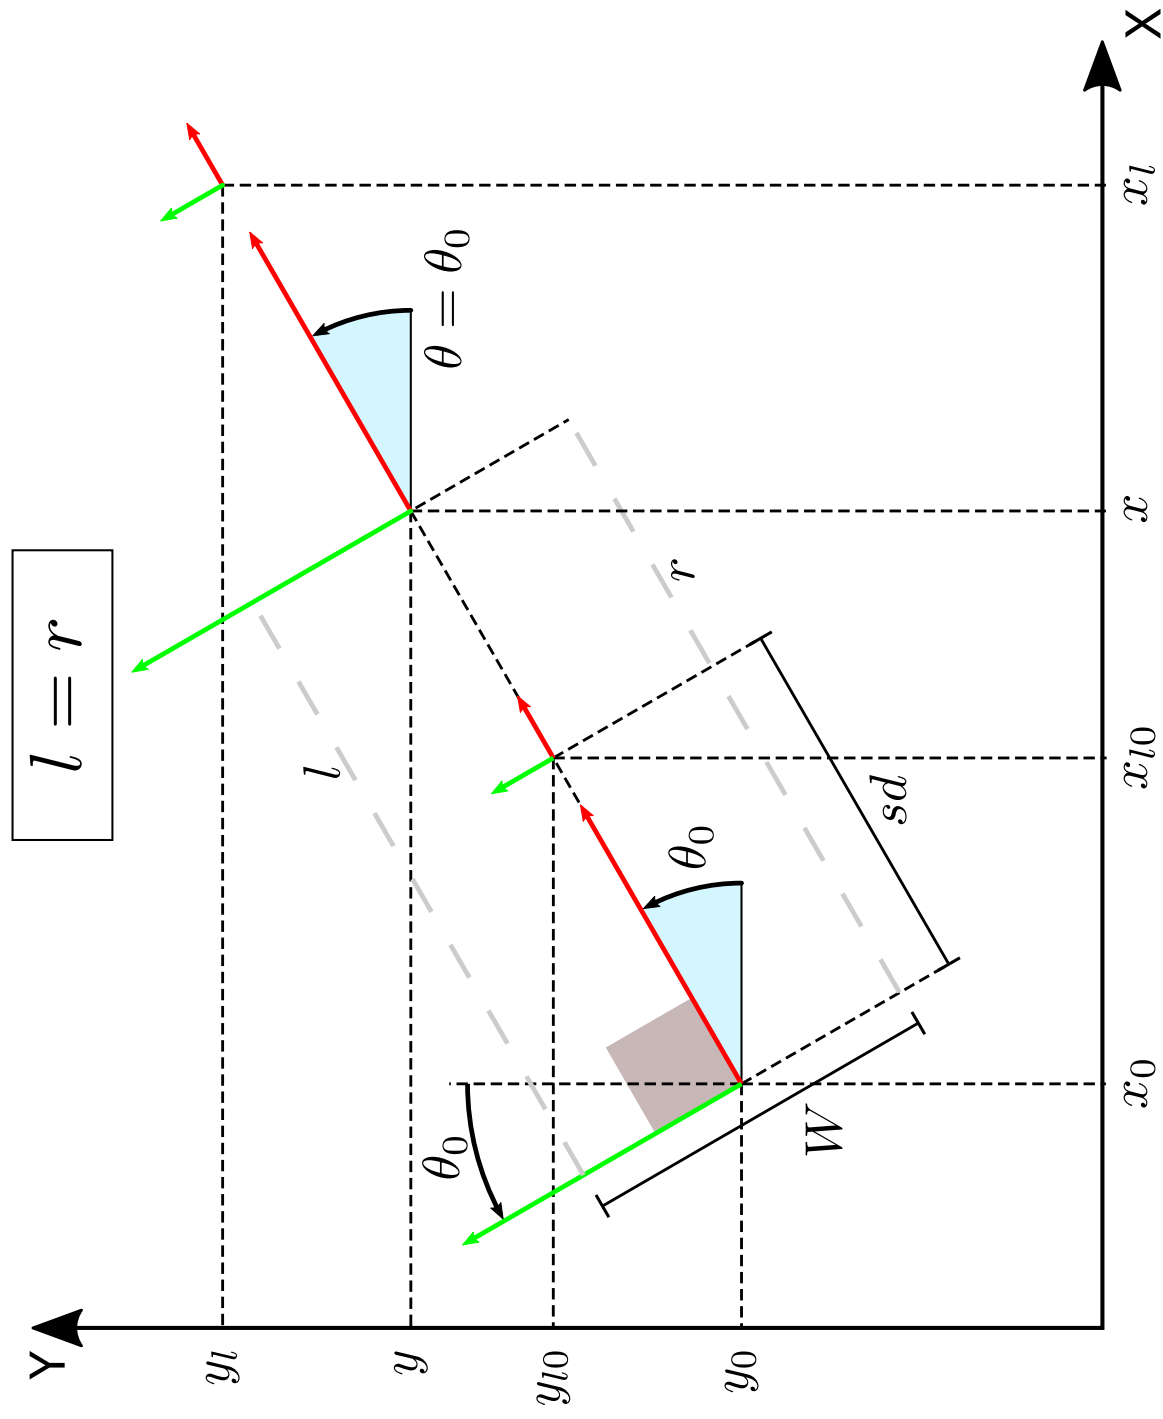 l = r
Y
y_l
y
y_{l0}
y_0
θ_0
l
θ = θ_0
r
θ_0
sd
W
x_0
x_{l0}
x
x_l
X